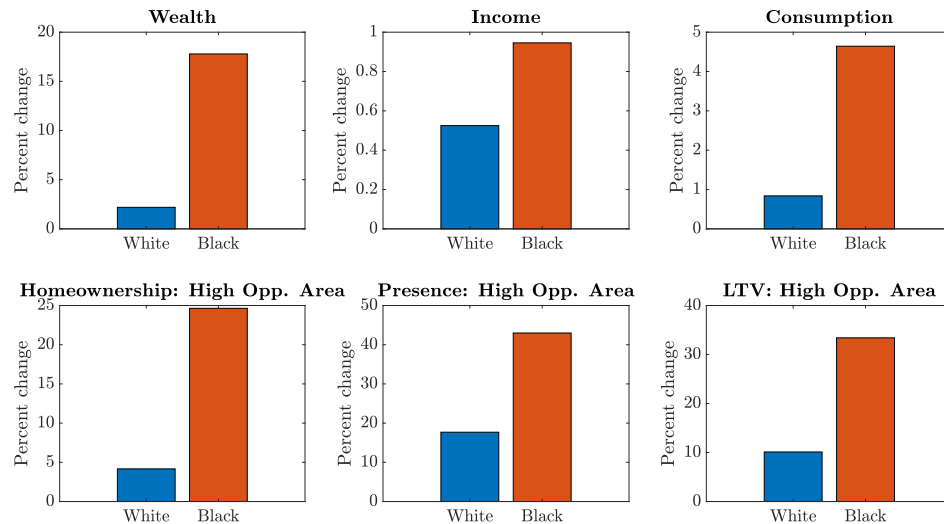 Wealth
Percent change
20
15
10
5
0
White Black
Income
Percent change
1
0.8
0.6
0.4
0.2
0
White Black
Consumption
Percent change
5
4
3
2
1
0
White Black
Homeownership: High Opp. Area
Percent change
25
20
15
10
5
0
White Black
Presence: High Opp. Area
Percent change
50
40
30
20
10
0
White Black
LTV: High Opp. Area
Percent change
40
30
20
10
0
White Black